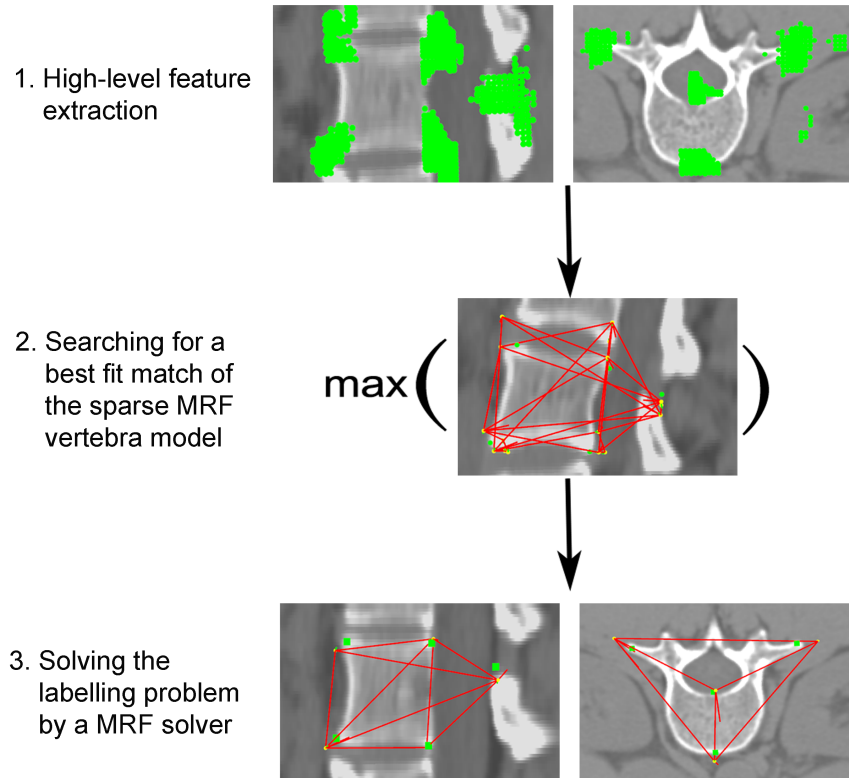 1. High-level feature
extraction
2. Searching for a
best fit match of
the sparse MRF
vertebra model
max( )
3. Solving the
labelling problem
by a MRF solver